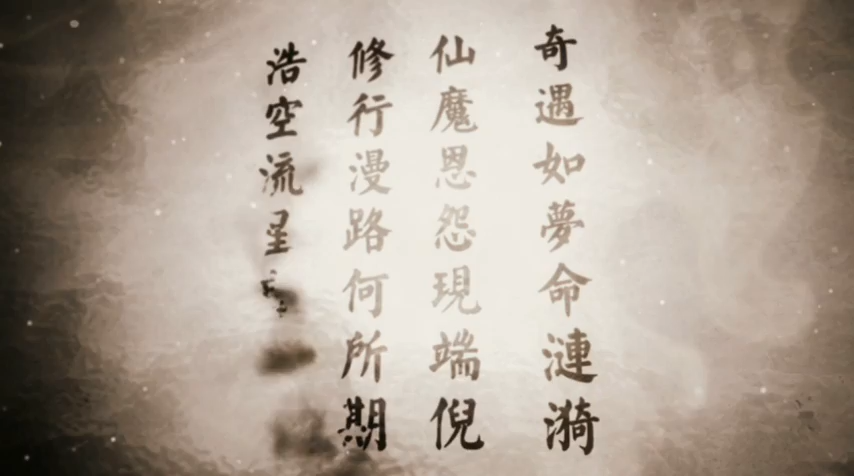 奇遇如夢命漣漪
仙魔恩怨現端倪
修行漫路何所期
浩空流星